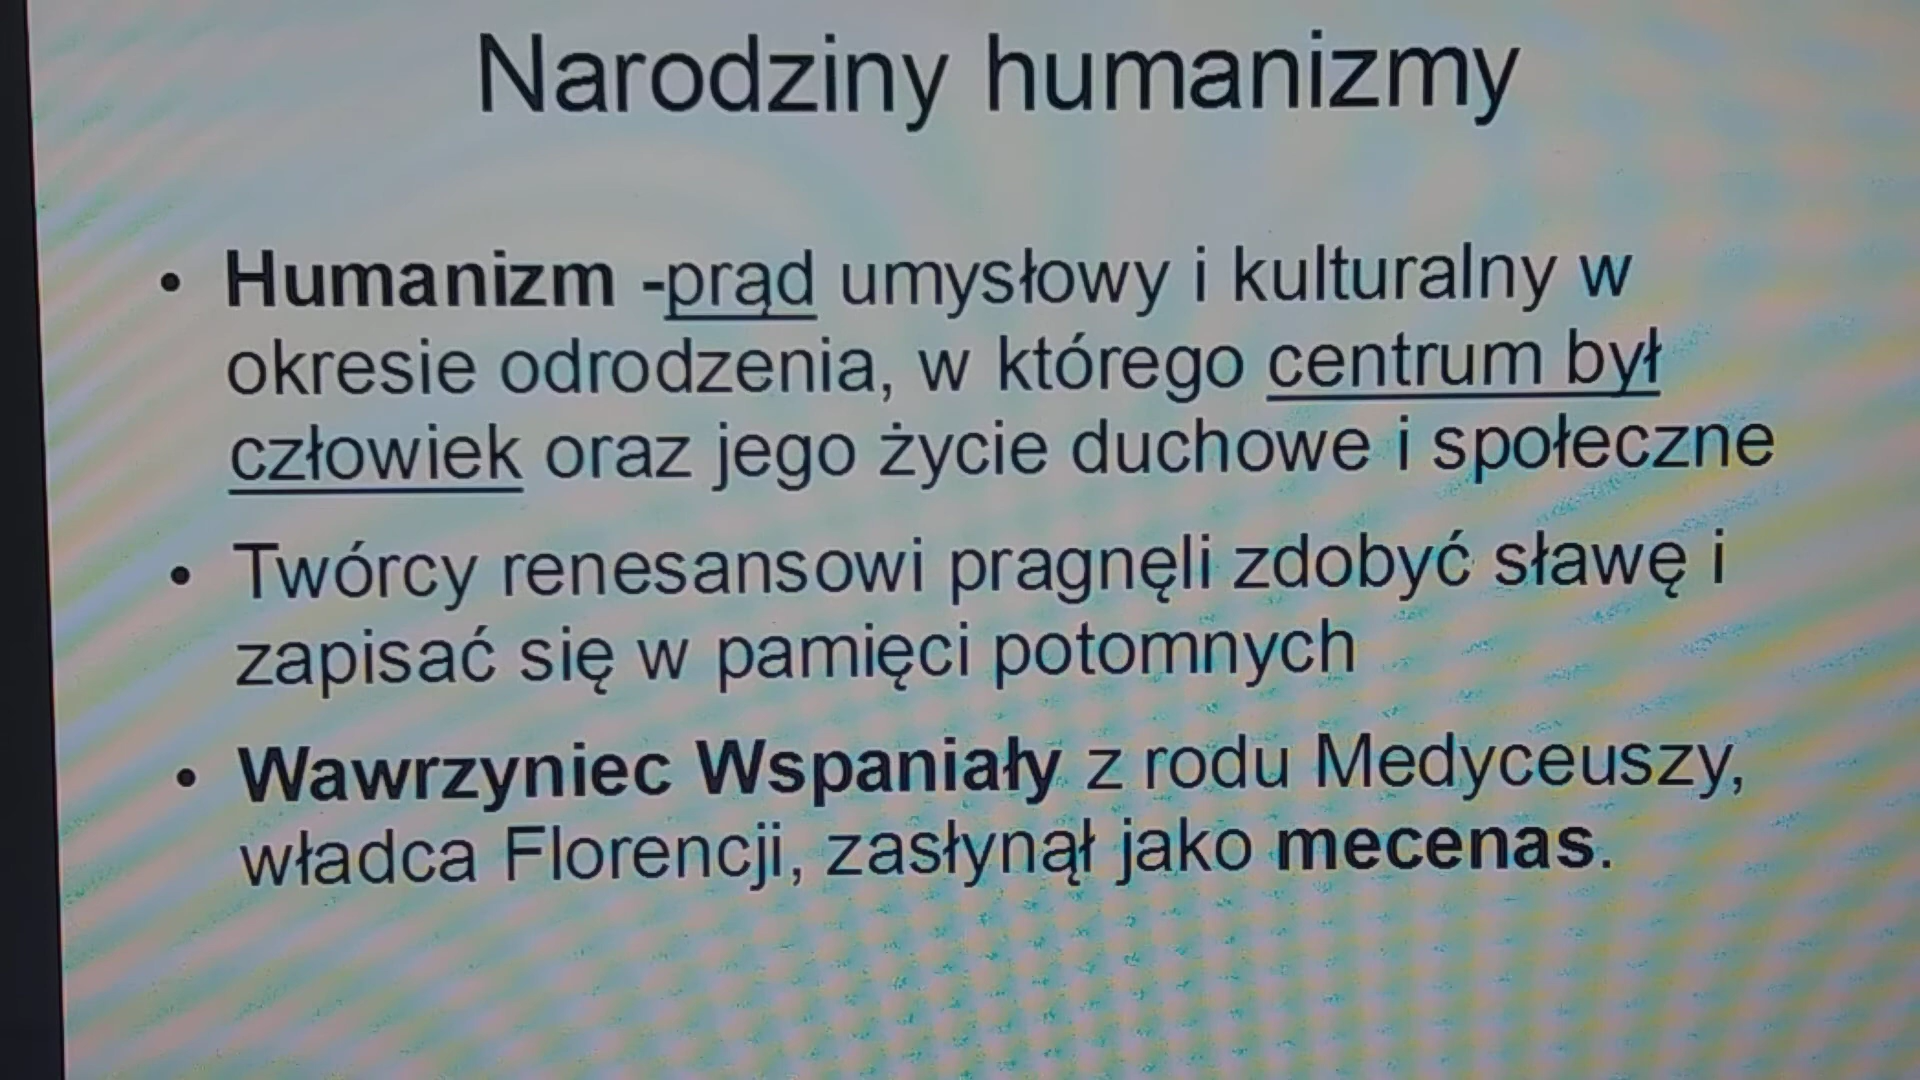 Narodziny humanizmy
• Humanizm -prąd umysłowy i kulturalny w
okresie odrodzenia, w którego centrum był
człowiek oraz jego życie duchowe i społeczne
• Twórcy renesansowi pragnęli zdobyć sławę i
zapisać się w pamięci potomnych
• Wawrzyniec Wspaniały z rodu Medyceuszy,
władca Florencji, zasłynął jako mecenas.